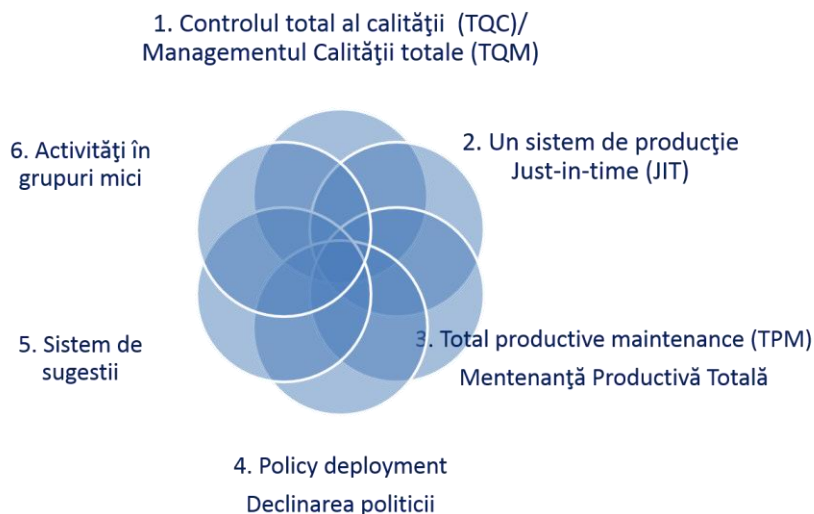 1. Controlul total al calităţii (TQC)/
Managementul Calităţii totale (TQM)
2. Un sistem de producţie
Just-in-time (JIT)
3. Total productive maintenance (TPM)
Mentenanţă Productivă Totală
4. Policy deployment
Declinarea politicii
5. Sistem de
sugestii
6. Activităţi în
grupuri mici